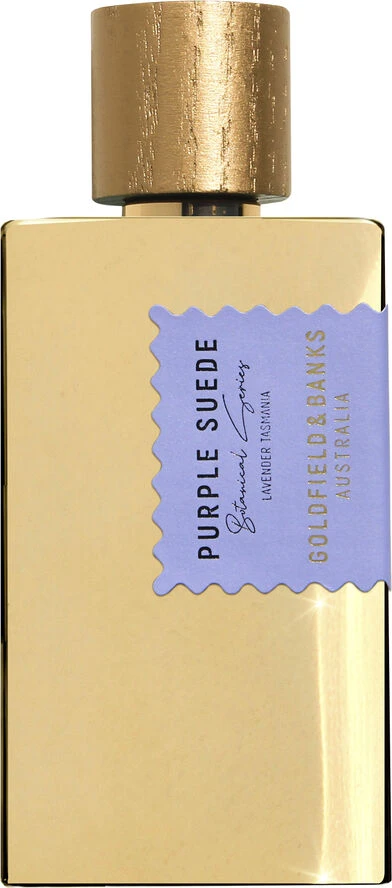 PURPLE SUEDE
Botanical Series
LAVENDER TASMANIA
GOLDFIELD & BANKS
AUSTRALIA